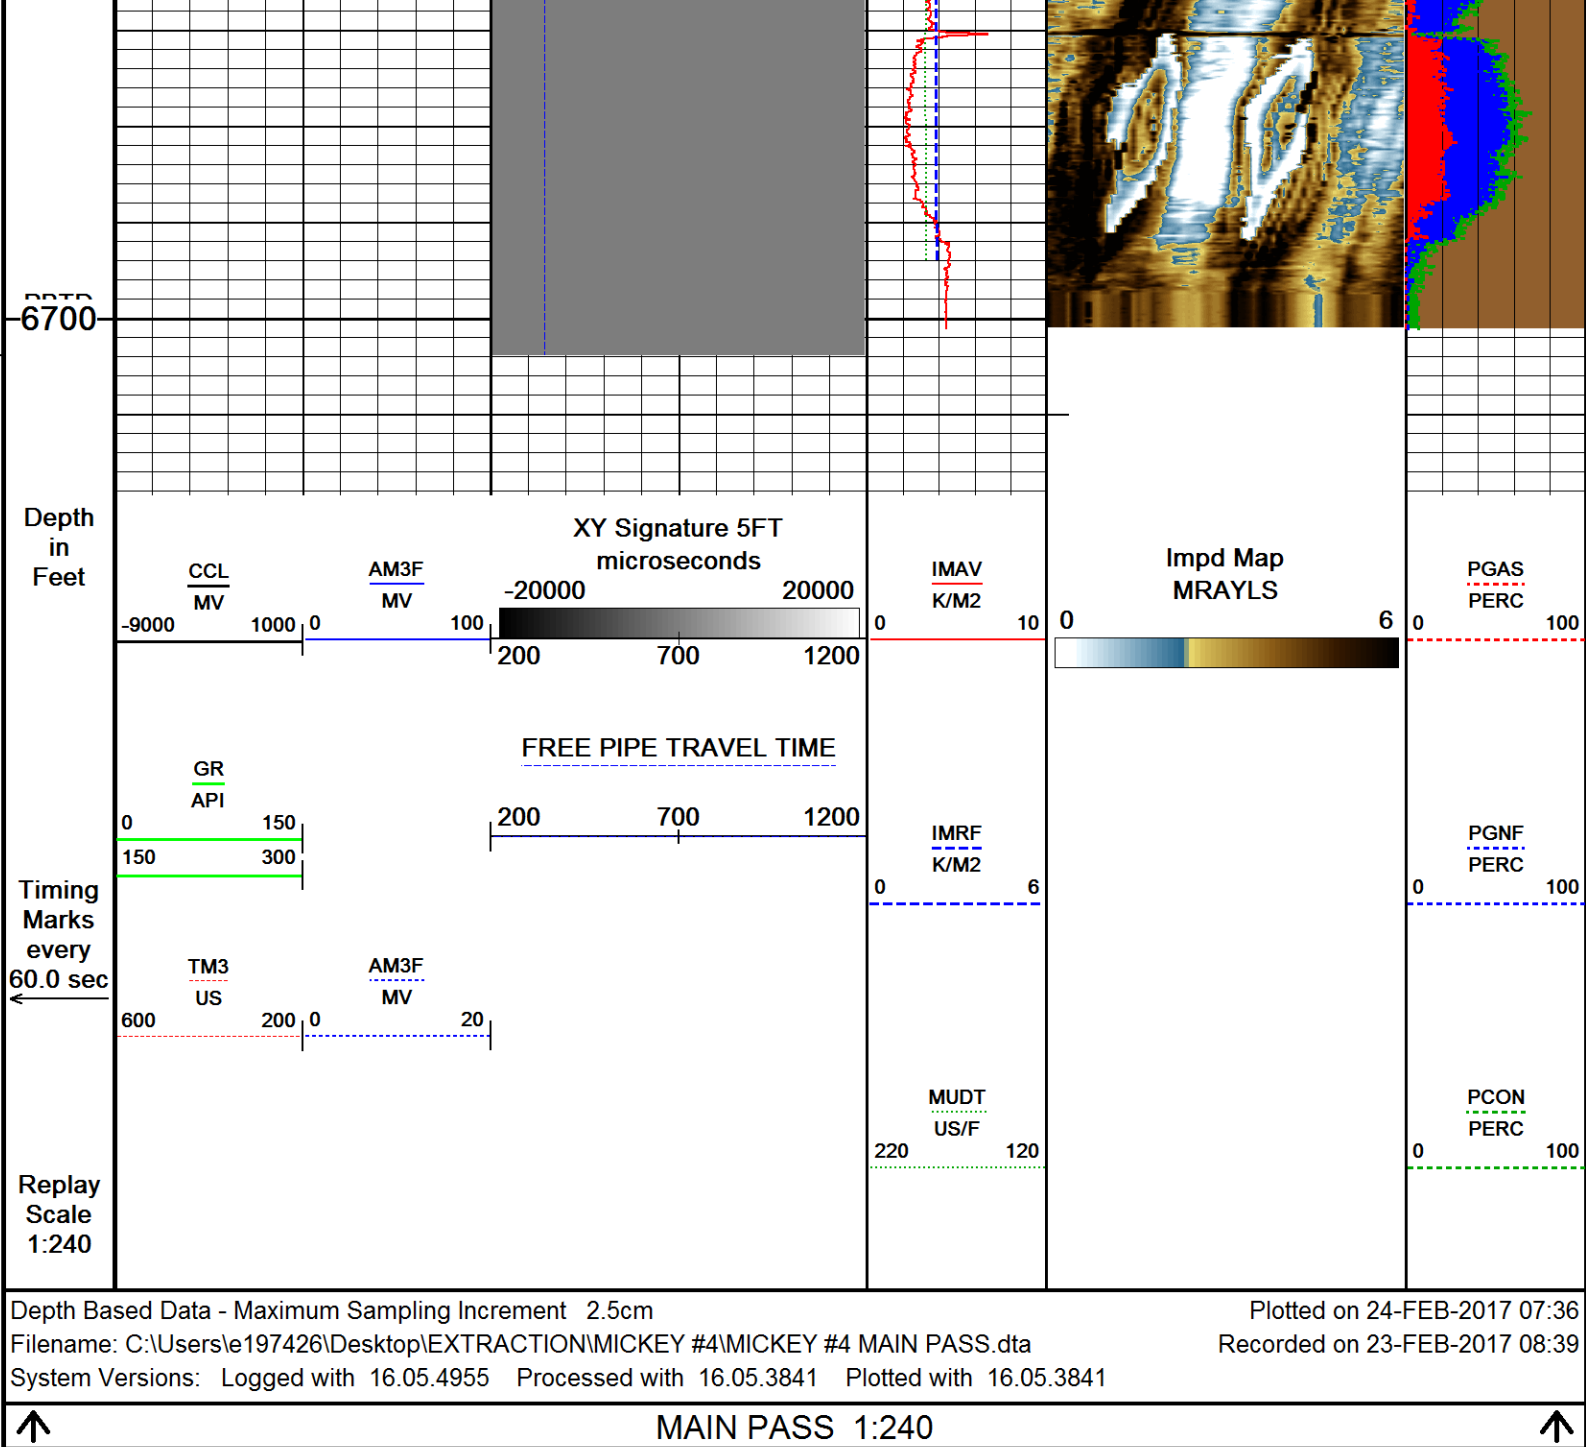 6700
Depth
in
Feet
CCL
MV
-9000 1000
AM3F
MV
0 100
XY Signature 5FT
microseconds
-20000 20000
200 700 1200
IMAV
K/M2
0 10
Impd Map
MRAYLS
0 6
PGAS
PERC
0 100
GR
API
0 150
150 300
FREE PIPE TRAVEL TIME
200 700 1200
IMRF
K/M2
0 6
PGNF
PERC
0 100
Timing
Marks
every
60.0 sec
TM3
US
600 200
AM3F
MV
0 20
MUDT
US/F
220 120
PCON
PERC
0 100
Replay
Scale
1:240
Depth Based Data - Maximum Sampling Increment 2.5cm
Plotted on 24-FEB-2017 07:36
Filename: C:\Users\e197426\Desktop\EXTRACTION\MICKEY #4\MICKEY #4 MAIN PASS.dta
Recorded on 23-FEB-2017 08:39
System Versions: Logged with 16.05.4955 Processed with 16.05.3841 Plotted with 16.05.3841
MAIN PASS 1:240